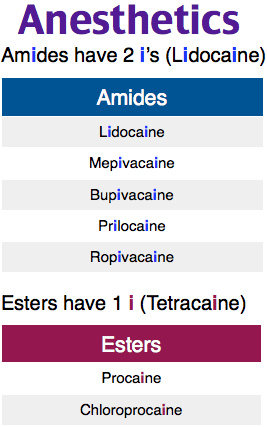 Anesthetics
Amides have 2 i’s (Lidocaine)
Amides
Lidocaine
Mepivacaine
Bupivacaine
Prilocaine
Ropivacaine
Esters have 1 i (Tetracaine)
Esters
Procaine
Chloroprocaine